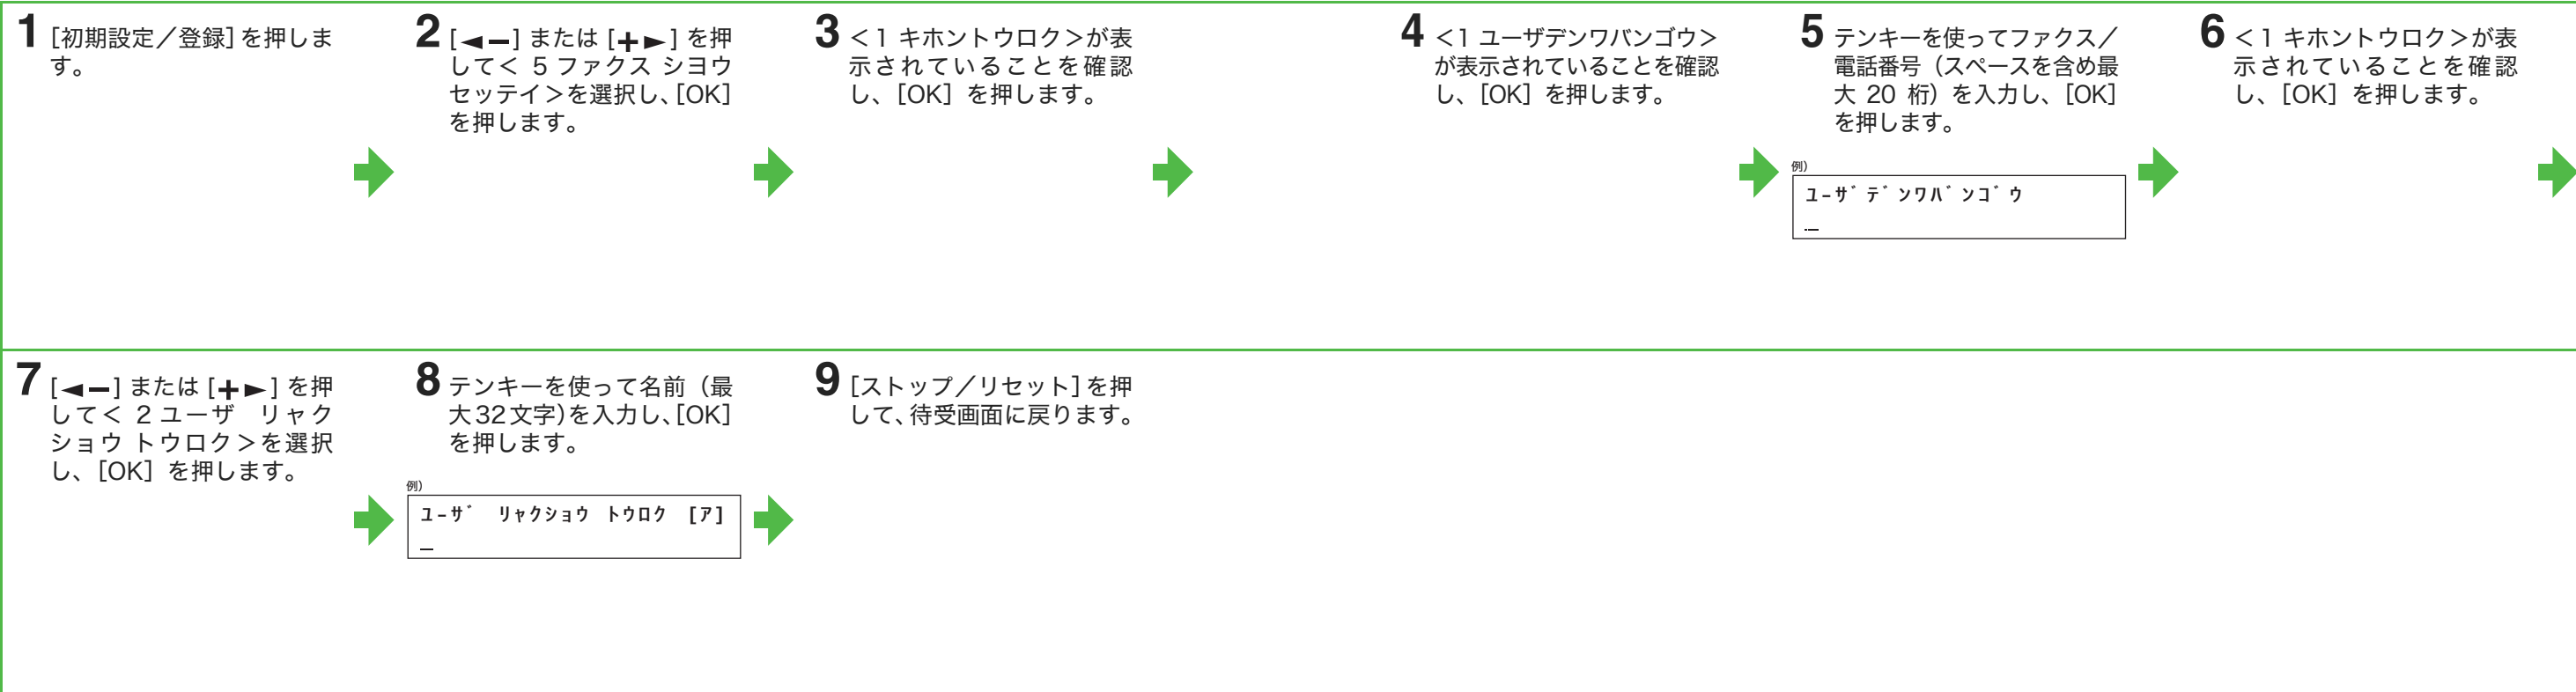 1 [初期設定／登録]を押しま
す。
2 [◀−] または [+▶] を押
して＜ 5 ファクス シヨウ
セッテイ＞を選択し、[OK]
を押します。
3 ＜1 キホントウロク＞が表
示されていることを確認
し、[OK] を押します。
4 ＜1 ユーザデンワバンゴウ＞
が表示されていることを確認
し、[OK] を押します。
5 テンキーを使ってファクス／
電話番号（スペースを含め最
大 20 桁）を入力し、[OK]
を押します。
例）
ﾕｰｻﾞﾃﾞﾝﾜﾊﾞﾝｺﾞｳ
_
6 ＜1 キホントウロク＞が表
示されていることを確認
し、[OK] を押します。
7 [◀−] または [+▶] を押
して＜ 2 ユーザ リャク
ショウ トウロク＞を選択
し、[OK] を押します。
8 テンキーを使って名前（最
大32文字）を入力し、[OK]
を押します。
例）
ﾕｰｻﾞ ﾘｬｸｼｮｳ ﾄｳﾛｸ [ｱ]
_
9 [ストップ／リセット]を押
して、待受画面に戻ります。